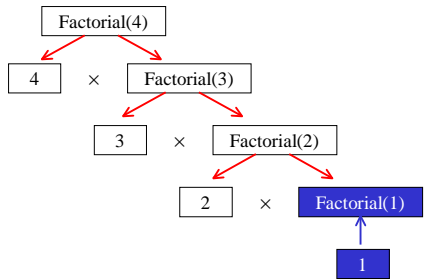 Factorial(4)
4 × Factorial(3)
3 × Factorial(2)
2 × Factorial(1)
1